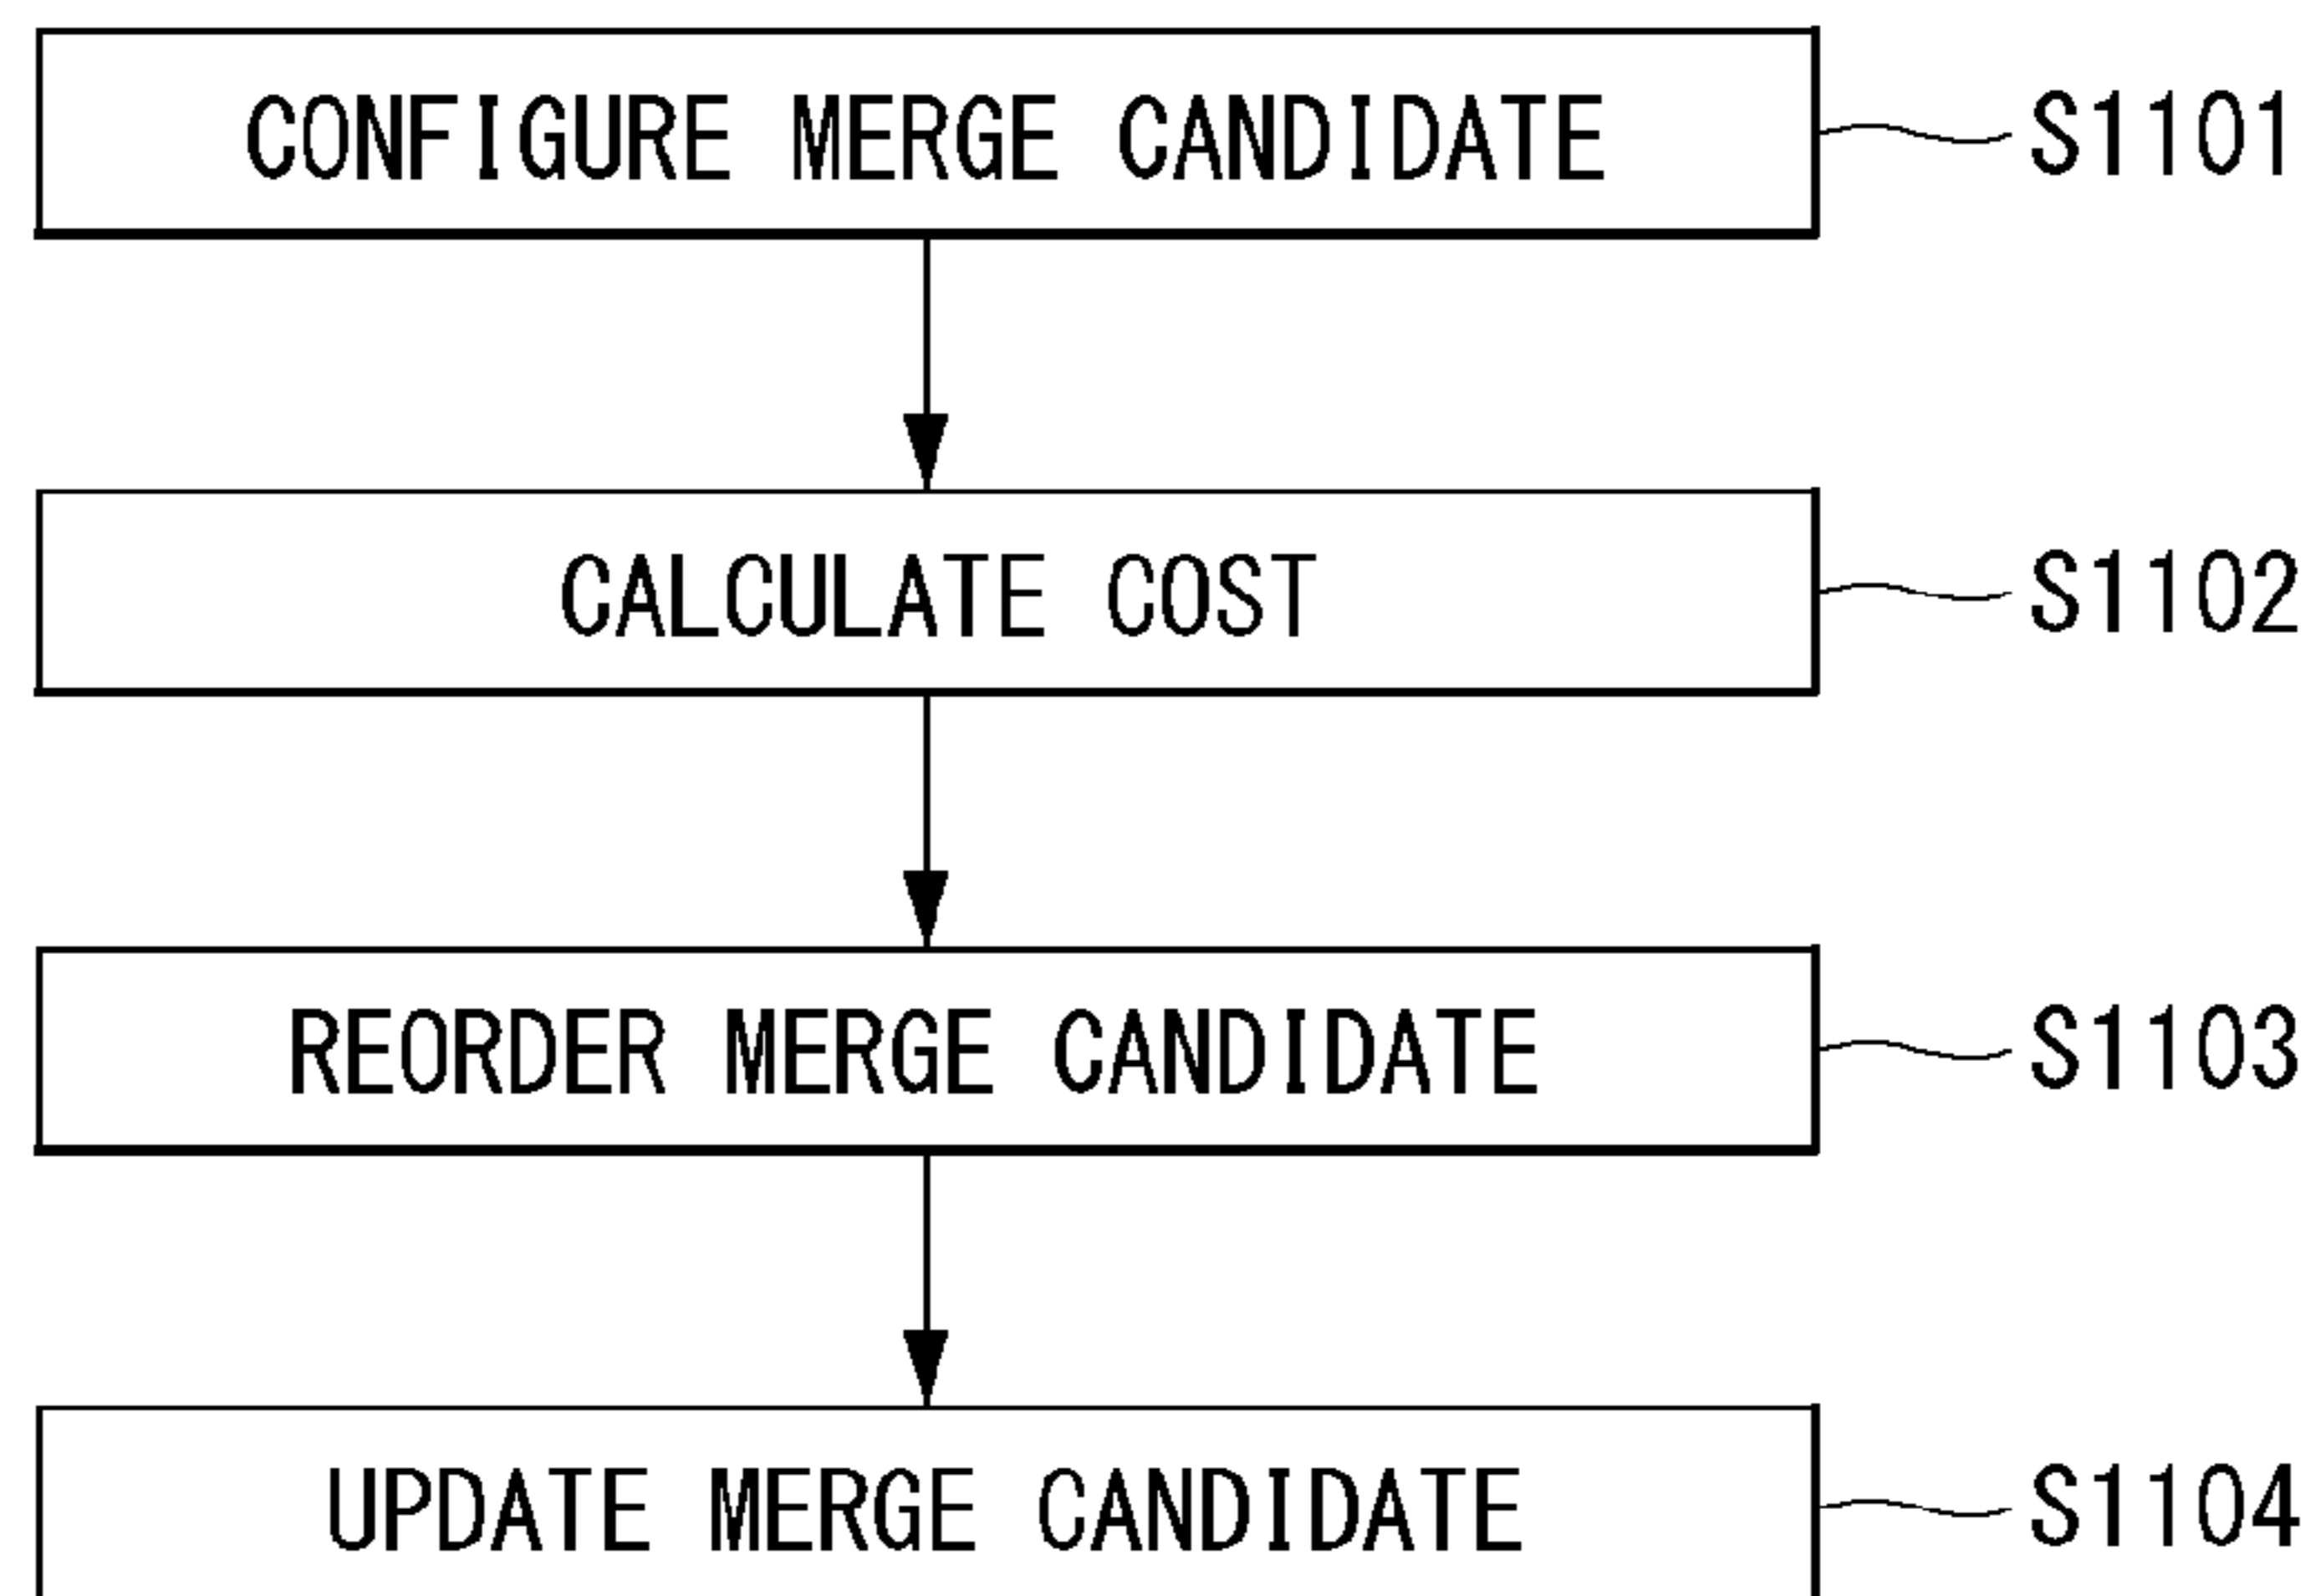 CONFIGURE MERGE CANDIDATE S1101
CALCULATE COST S1102
REORDER MERGE CANDIDATE S1103
UPDATE MERGE CANDIDATE S1104